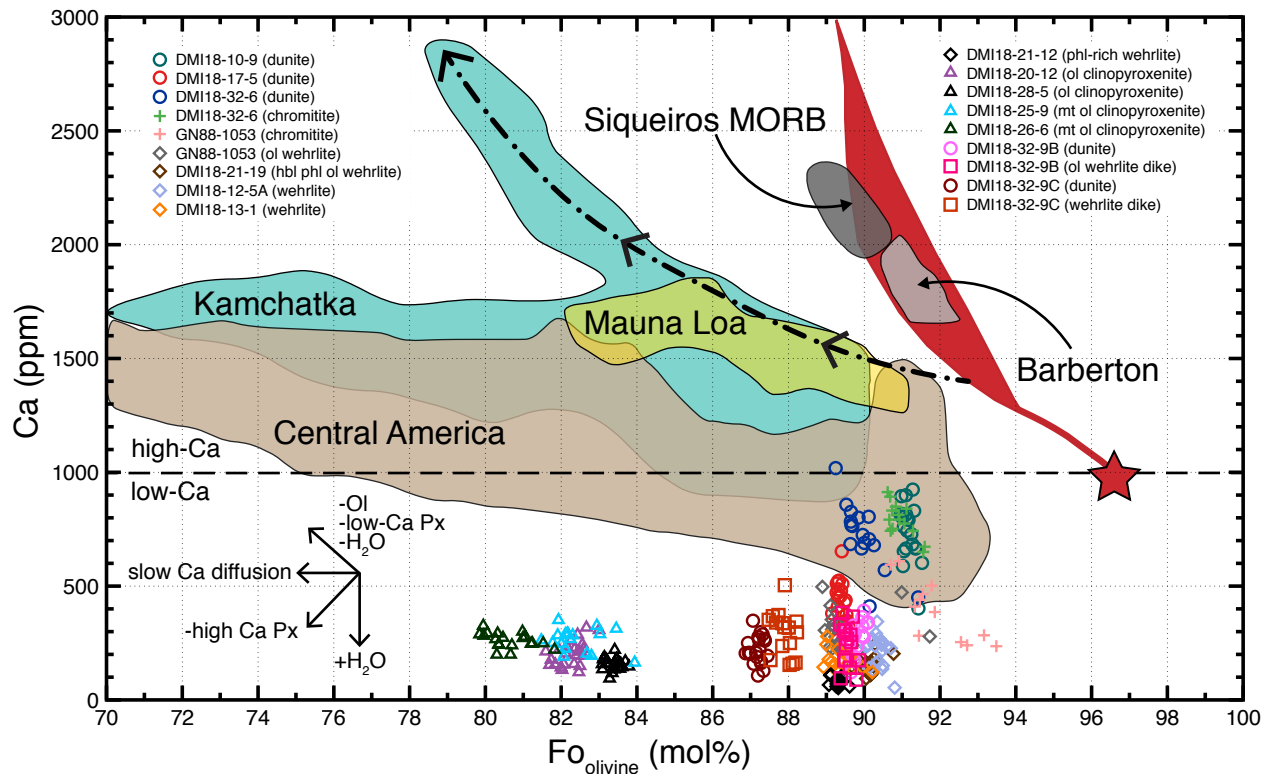 3000
2500
2000
1500
1000
500
0
Ca (ppm)
DMI18-10-9 (dunite)
DMI18-17-5 (dunite)
DMI18-32-6 (dunite)
DMI18-32-6 (chromitite)
GN88-1053 (chromitite)
GN88-1053 (ol wehrlite)
DMI18-21-19 (hbl phl ol wehrlite)
DMI18-12-5A (wehrlite)
DMI18-13-1 (wehrlite)
DMI18-21-12 (phl-rich wehrlite)
DMI18-20-12 (ol clinopyroxenite)
DMI18-28-5 (ol clinopyroxenite)
DMI18-25-9 (mt ol clinopyroxenite)
DMI18-26-6 (mt ol clinopyroxenite)
DMI18-32-9B (dunite)
DMI18-32-9B (ol wehrlite dike)
DMI18-32-9C (dunite)
DMI18-32-9C (wehrlite dike)
Siqueiros MORB
Kamchatka
Mauna Loa
Barberton
Central America
high-Ca
low-Ca
-Ol
-low-Ca Px
-H₂O
slow Ca diffusion
-high Ca Px
+H₂O
70 72 74 76 78 80 82 84 86 88 90 92 94 96 98 100
Fo olivine (mol%)